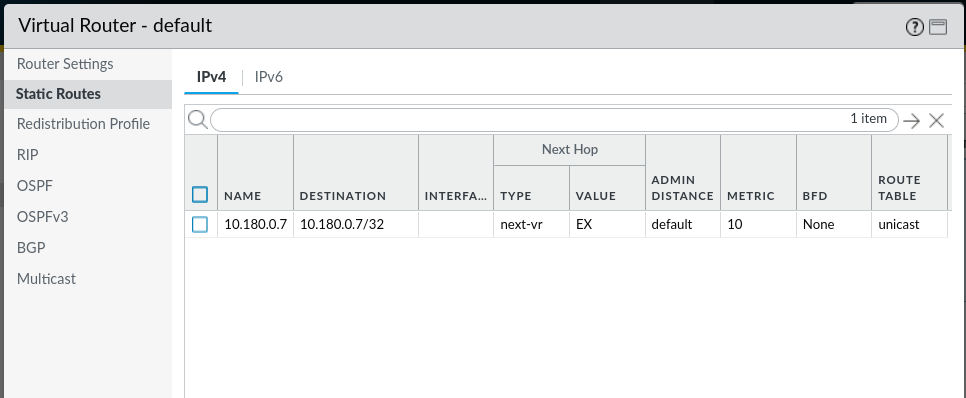 Virtual Router - default
Router Settings
Static Routes
Redistribution Profile
RIP
OSPF
OSPFv3
BGP
Multicast
IPv4 IPv6
1 item
Next Hop
NAME DESTINATION INTERFA... TYPE VALUE ADMIN DISTANCE METRIC BFD ROUTE TABLE
10.180.0.7 10.180.0.7/32 next-vr EX default 10 None unicast